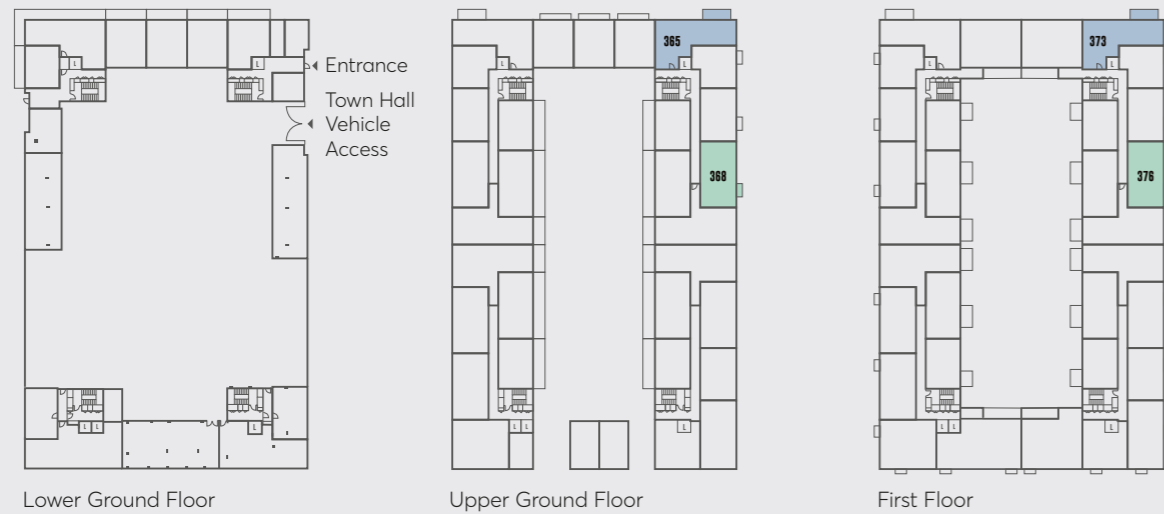 365
373
L
L
L
L
L
L
Entrance
Town Hall
Vehicle
Access
368
376
L
L
L
L
L
L
L
L
L
L
Lower Ground Floor
Upper Ground Floor
First Floor